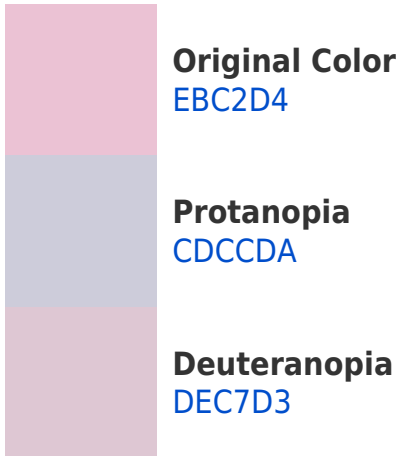 Original Color
EBC2D4
Protanopia
CDCCDA
Deuteranopia
DEC7D3